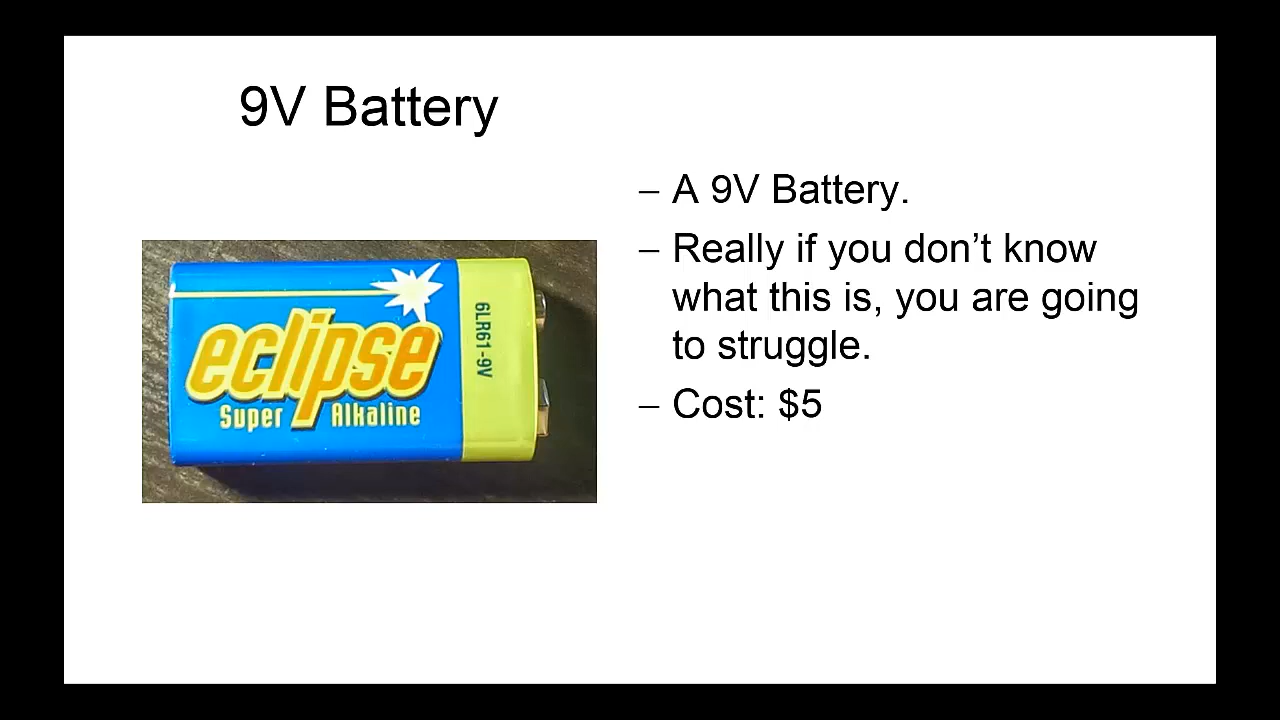 9V Battery
– A 9V Battery.
– Really if you don’t know
what this is, you are going
to struggle.
– Cost: $5
eclipse
Super Alkaline
6LR61-9V